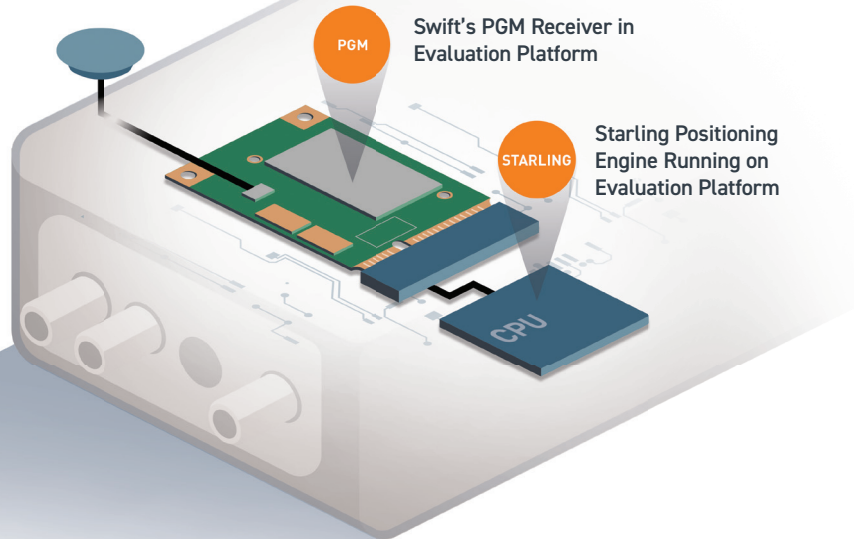 PGM
Swift's PGM Receiver in
Evaluation Platform
STARLING
Starling Positioning
Engine Running on
Evaluation Platform
CPU